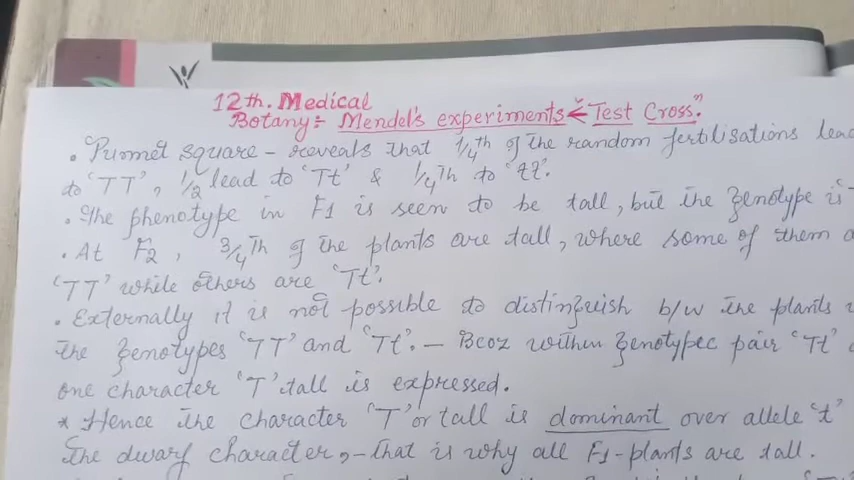 12th. Medical
Botany:- Mendel's experiments < "Test Cross"
• Punnet square - reveals that 1/4th of the random fertilisations lead
to 'TT', 1/2 lead to 'Tt' & 1/4th to 'tt'.
• The phenotype in F1 is seen to be tall, but the genotype is
• At F2, 3/4th of the plants are tall, where some of them
'TT' while others are 'Tt'.
• Externally it is not possible to distinguish b/w the plants
the genotypes 'TT' and 'Tt'. - Bcoz within genotypec pair 'Tt'
one character 'T' tall is expressed.
* Hence the character 'T' or tall is dominant over allele 't'
the dwarf character, - that is why all F1-plants are tall.